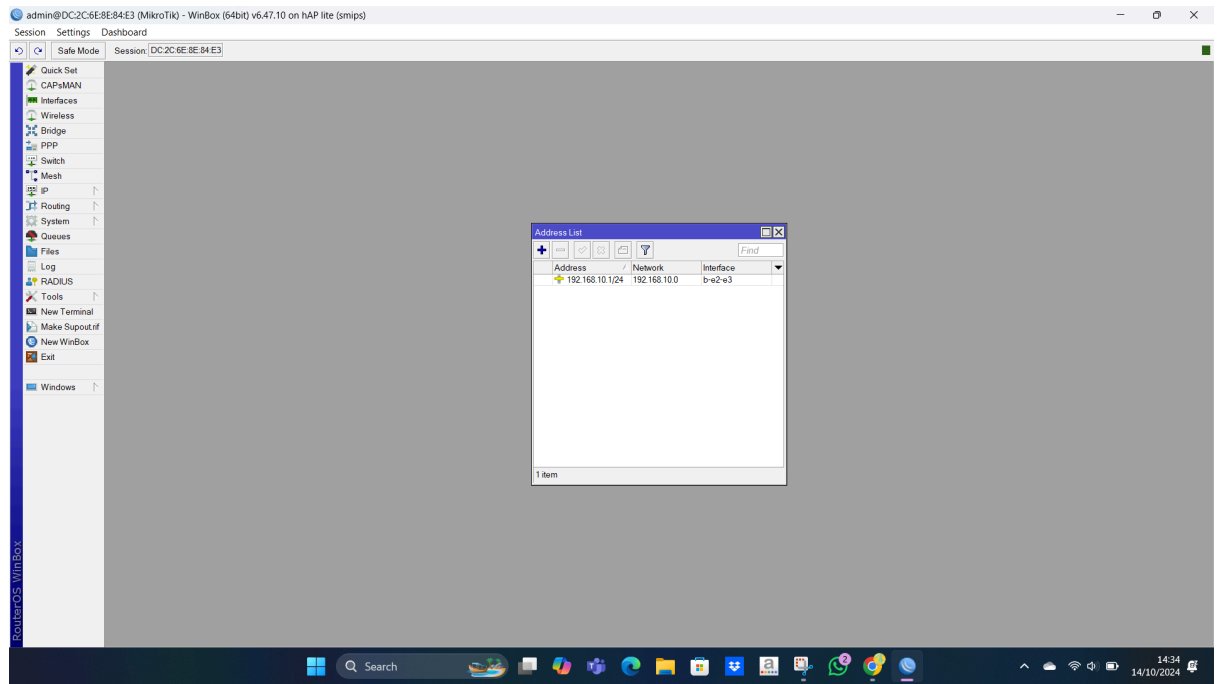 admin@DC:2C:6E:8E:84:E3 (MikroTik) - WinBox (64bit) v6.47.10 on hAP lite (smips)
Session Settings Dashboard
Safe Mode Session: DC:2C:6E:8E:84:E3
Quick Set
CAPsMAN
Interfaces
Wireless
Bridge
PPP
Switch
Mesh
IP
Routing
System
Queues
Files
Log
RADIUS
Tools
New Terminal
Make Supout.rif
New WinBox
Exit
Windows
RouterOS WinBox
Address List
Find
Address Network Interface
192.168.10.1/24 192.168.10.0 b-e2-e3
1 item
Search
a
2
14:34
14/10/2024